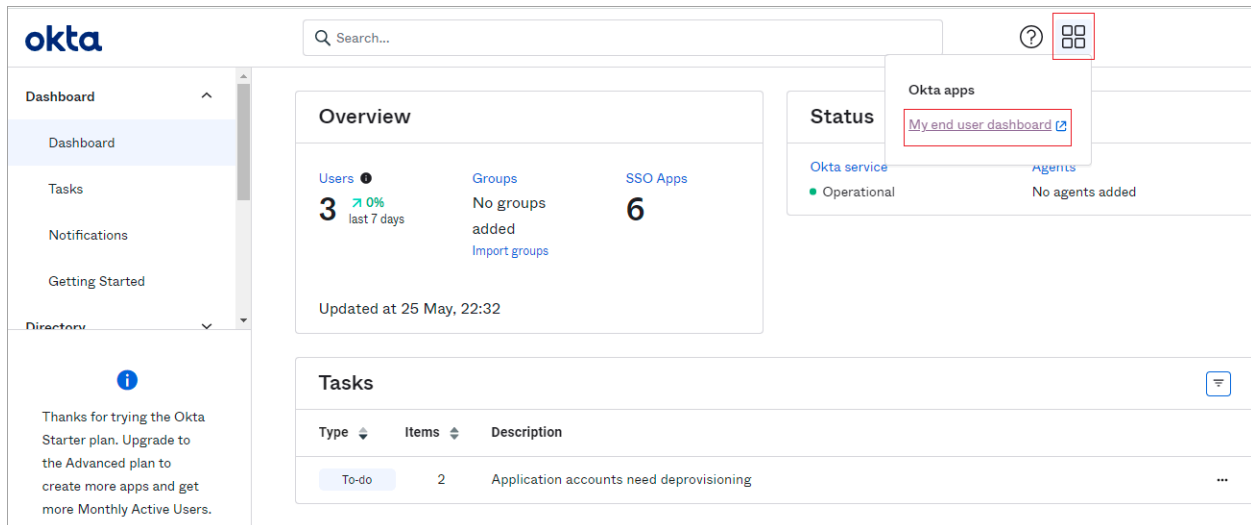 okta
Search...
Okta apps
My end user dashboard
Dashboard
Dashboard
Tasks
Notifications
Getting Started
Directory
Thanks for trying the Okta
Starter plan. Upgrade to
the Advanced plan to
create more apps and get
more Monthly Active Users.
Overview
Users
3
0%
last 7 days
Groups
No groups
added
Import groups
SSO Apps
6
Updated at 25 May, 22:32
Status
Okta service
Operational
Agents
No agents added
Tasks
Type Items Description
To-do 2 Application accounts need deprovisioning